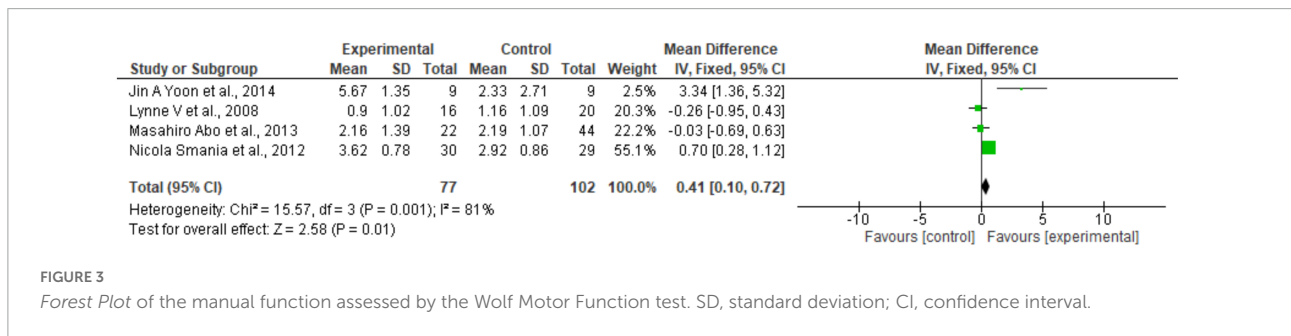 Experimental Control Mean Difference Mean Difference
Study or Subgroup Mean SD Total Mean SD Total Weight IV, Fixed, 95% CI IV, Fixed, 95% CI
Jin A Yoon et al., 2014 5.67 1.35 9 2.33 2.71 9 2.5% 3.34 [1.36, 5.32]
Lynne V et al., 2008 0.9 1.02 16 1.16 1.09 20 20.3% -0.26 [-0.95, 0.43]
Masahiro Abo et al., 2013 2.16 1.39 22 2.19 1.07 44 22.2% -0.03 [-0.69, 0.63]
Nicola Smania et al., 2012 3.62 0.78 30 2.92 0.86 29 55.1% 0.70 [0.28, 1.12]
Total (95% CI) 77 102 100.0% 0.41 [0.10, 0.72]
Heterogeneity: Chi² = 15.57, df = 3 (P = 0.001); I² = 81%
Test for overall effect: Z = 2.58 (P = 0.01)
-10 -5 0 5 10
Favours [control] Favours [experimental]
FIGURE 3
Forest Plot of the manual function assessed by the Wolf Motor Function test. SD, standard deviation; CI, confidence interval.